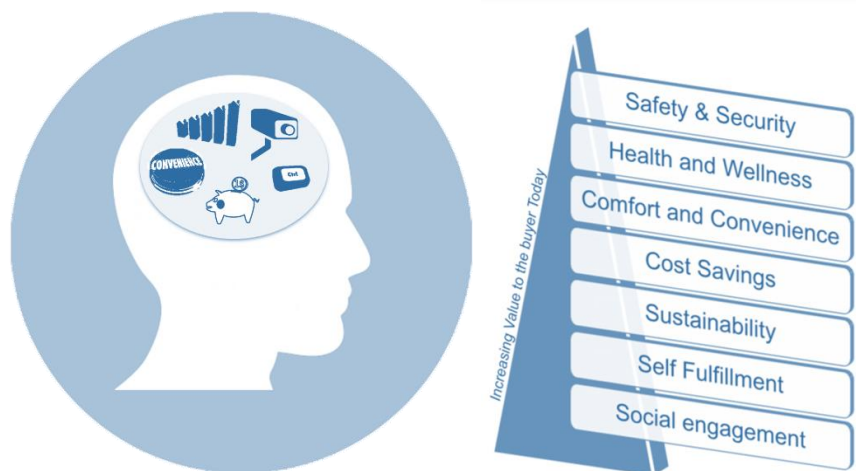 CONVENIENCE
Increasing Value to the buyer Today
Safety & Security
Health and Wellness
Comfort and Convenience
Cost Savings
Sustainability
Self Fulfillment
Social engagement